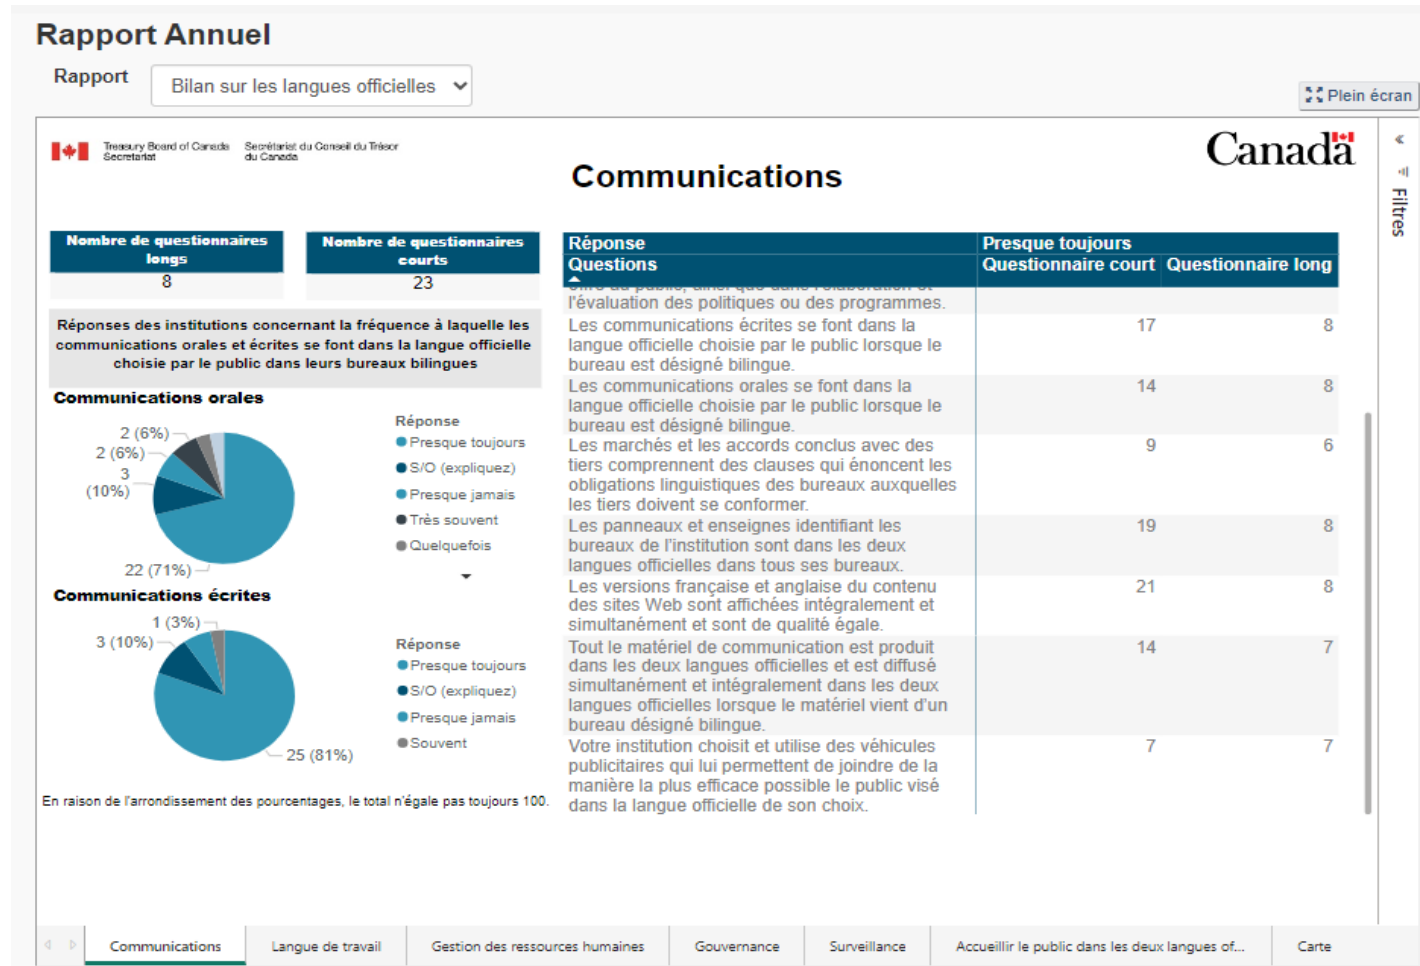 Rapport Annuel
Rapport
Bilan sur les langues officielles
Plein écran
Treasury Board of Canada
Secretariat
Secrétariat du Conseil du Trésor
du Canada
Canada
Communications
Filtres
Nombre de questionnaires
longs
8
Nombre de questionnaires
courts
23
Réponses des institutions concernant la fréquence à laquelle les
communications orales et écrites se font dans la langue officielle
choisie par le public dans leurs bureaux bilingues
Communications orales
2 (6%)
2 (6%)
3
(10%)
22 (71%)
Réponse
Presque toujours
S/O (expliquez)
Presque jamais
Très souvent
Quelquefois
Communications écrites
1 (3%)
3 (10%)
25 (81%)
Réponse
Presque toujours
S/O (expliquez)
Presque jamais
Souvent
En raison de l'arrondissement des pourcentages, le total n'égale pas toujours 100.
Réponse Presque toujours
Questions Questionnaire court Questionnaire long
offre au public, ainsi que dans l'élaboration et
l'évaluation des politiques ou des programmes.
Les communications écrites se font dans la 17 8
langue officielle choisie par le public lorsque le
bureau est désigné bilingue.
Les communications orales se font dans la 14 8
langue officielle choisie par le public lorsque le
bureau est désigné bilingue.
Les marchés et les accords conclus avec des 9 6
tiers comprennent des clauses qui énoncent les
obligations linguistiques des bureaux auxquelles
les tiers doivent se conformer.
Les panneaux et enseignes identifiant les 19 8
bureaux de l'institution sont dans les deux
langues officielles dans tous ses bureaux.
Les versions française et anglaise du contenu 21 8
des sites Web sont affichées intégralement et
simultanément et sont de qualité égale.
Tout le matériel de communication est produit 14 7
dans les deux langues officielles et est diffusé
simultanément et intégralement dans les deux
langues officielles lorsque le matériel vient d'un
bureau désigné bilingue.
Votre institution choisit et utilise des véhicules 7 7
publicitaires qui lui permettent de joindre de la
manière la plus efficace possible le public visé
dans la langue officielle de son choix.
Communications
Langue de travail
Gestion des ressources humaines
Gouvernance
Surveillance
Accueillir le public dans les deux langues of...
Carte